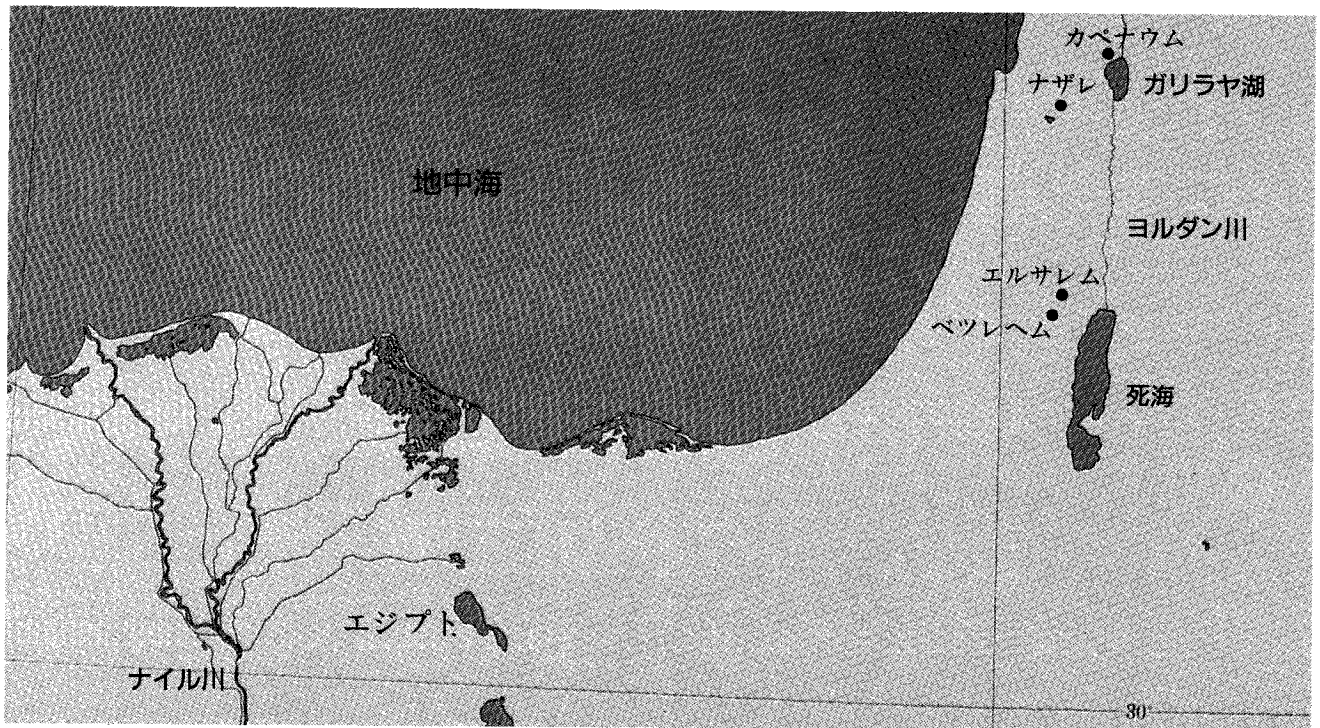 カペナウム
ナザレ
ガリラヤ湖
地中海
ヨルダン川
エルサレム
ベツレヘム
死海
エジプト
ナイル川
30°